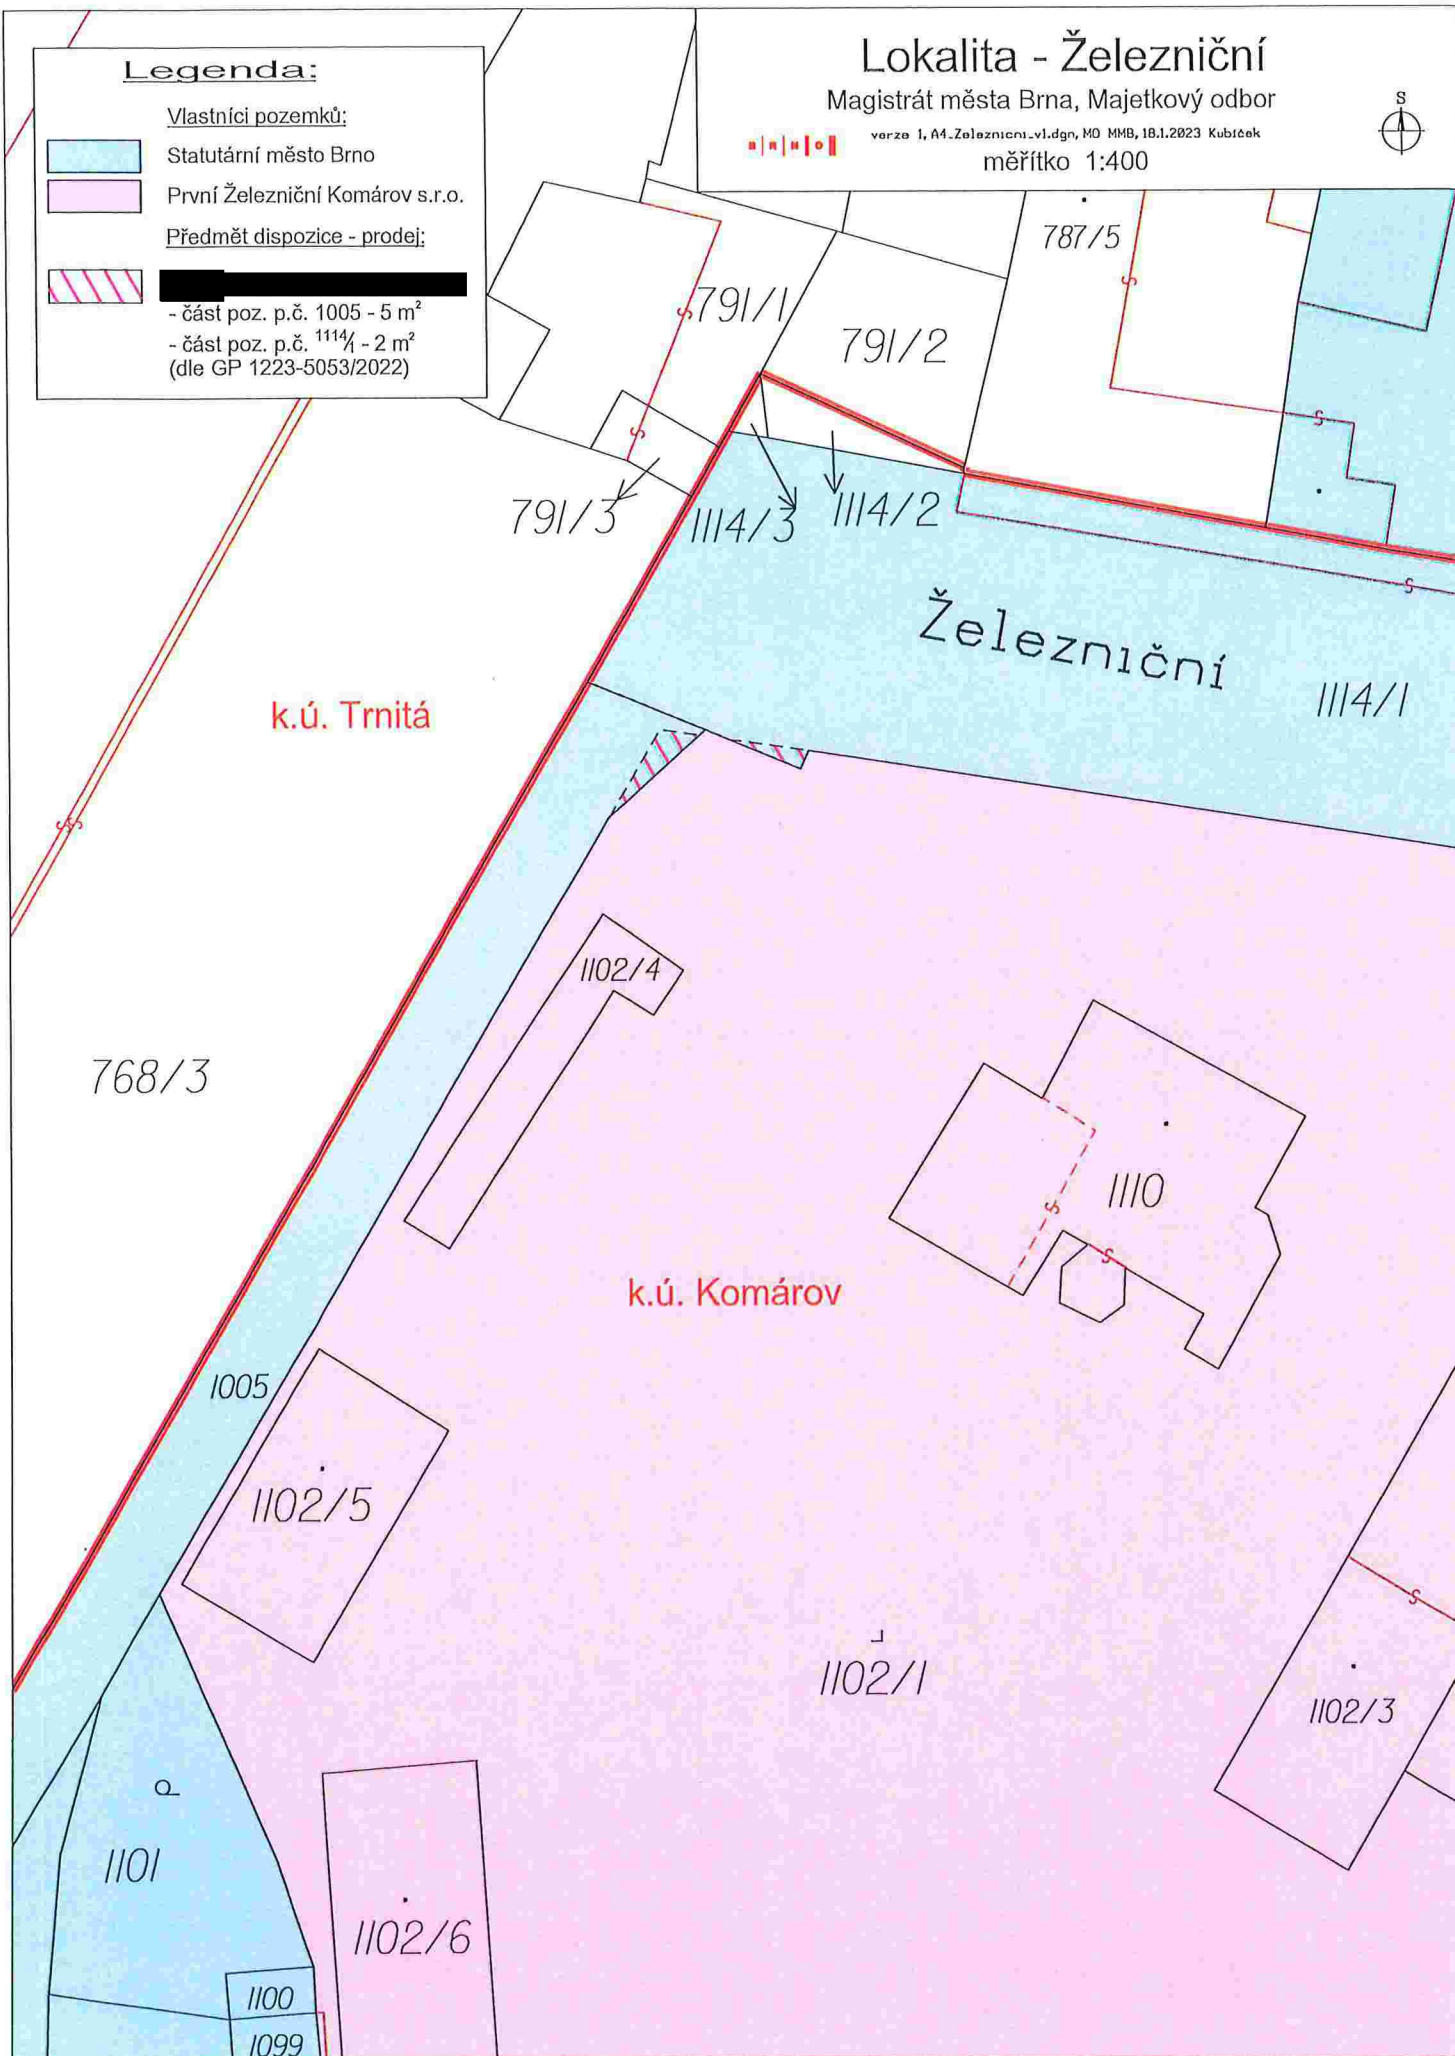 Legenda:
Vlastníci pozemků:
Statutární město Brno
První Železniční Komárov s.r.o.
Předmět dispozice - prodej:
- část poz. p.č. 1005 - 5 m²
- část poz. p.č. 1114/1 - 2 m²
(dle GP 1223-5053/2022)
Lokalita - Železniční
Magistrát města Brna, Majetkový odbor
BRNO
verze 1, A4_Zeleznicni_v1.dgn, MO MMB, 18.1.2023 Kubíček
měřítko 1:400
S
787/5
791/1
791/2
791/3
1114/3
1114/2
Železniční
1114/1
k.ú. Trnitá
1102/4
768/3
1110
k.ú. Komárov
1005
1102/5
1102/1
1102/3
1101
1102/6
1100
1099